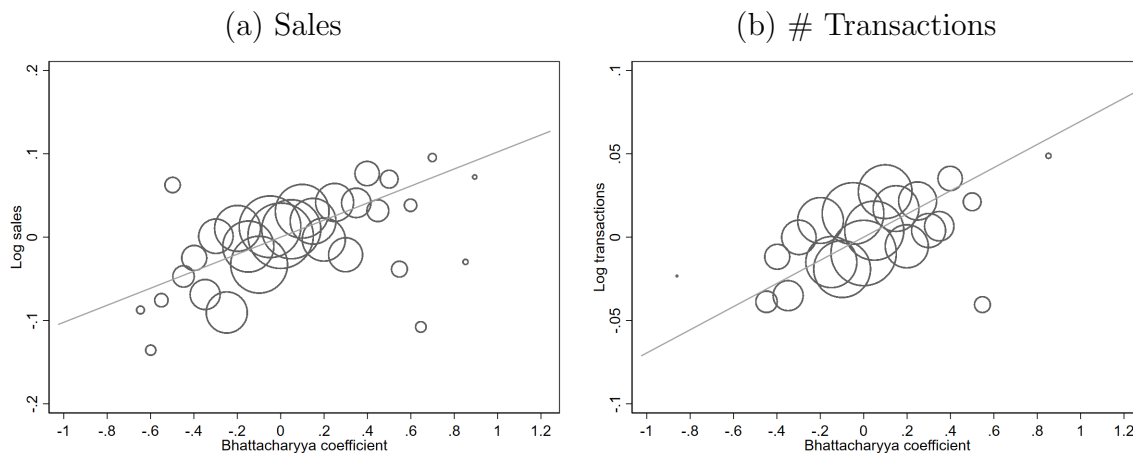 (a) Sales
Log sales
.2
.1
0
-.1
-.2
-1 -.8 -.6 -.4 -.2 0 .2 .4 .6 .8 1 1.2
Bhattacharyya coefficient
(b) # Transactions
Log transactions
.1
.05
0
-.05
-.1
-1 -.8 -.6 -.4 -.2 0 .2 .4 .6 .8 1 1.2
Bhattacharyya coefficient